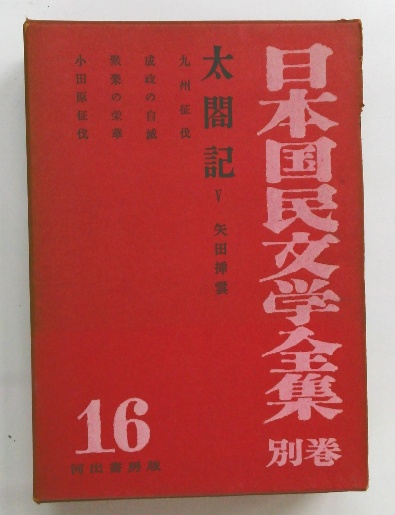 日本国民文学全集
別巻
太閤記 V 矢田挿雲
九州征伐
成政の自滅
聚楽の栄華
小田原征伐
16
河出書房版